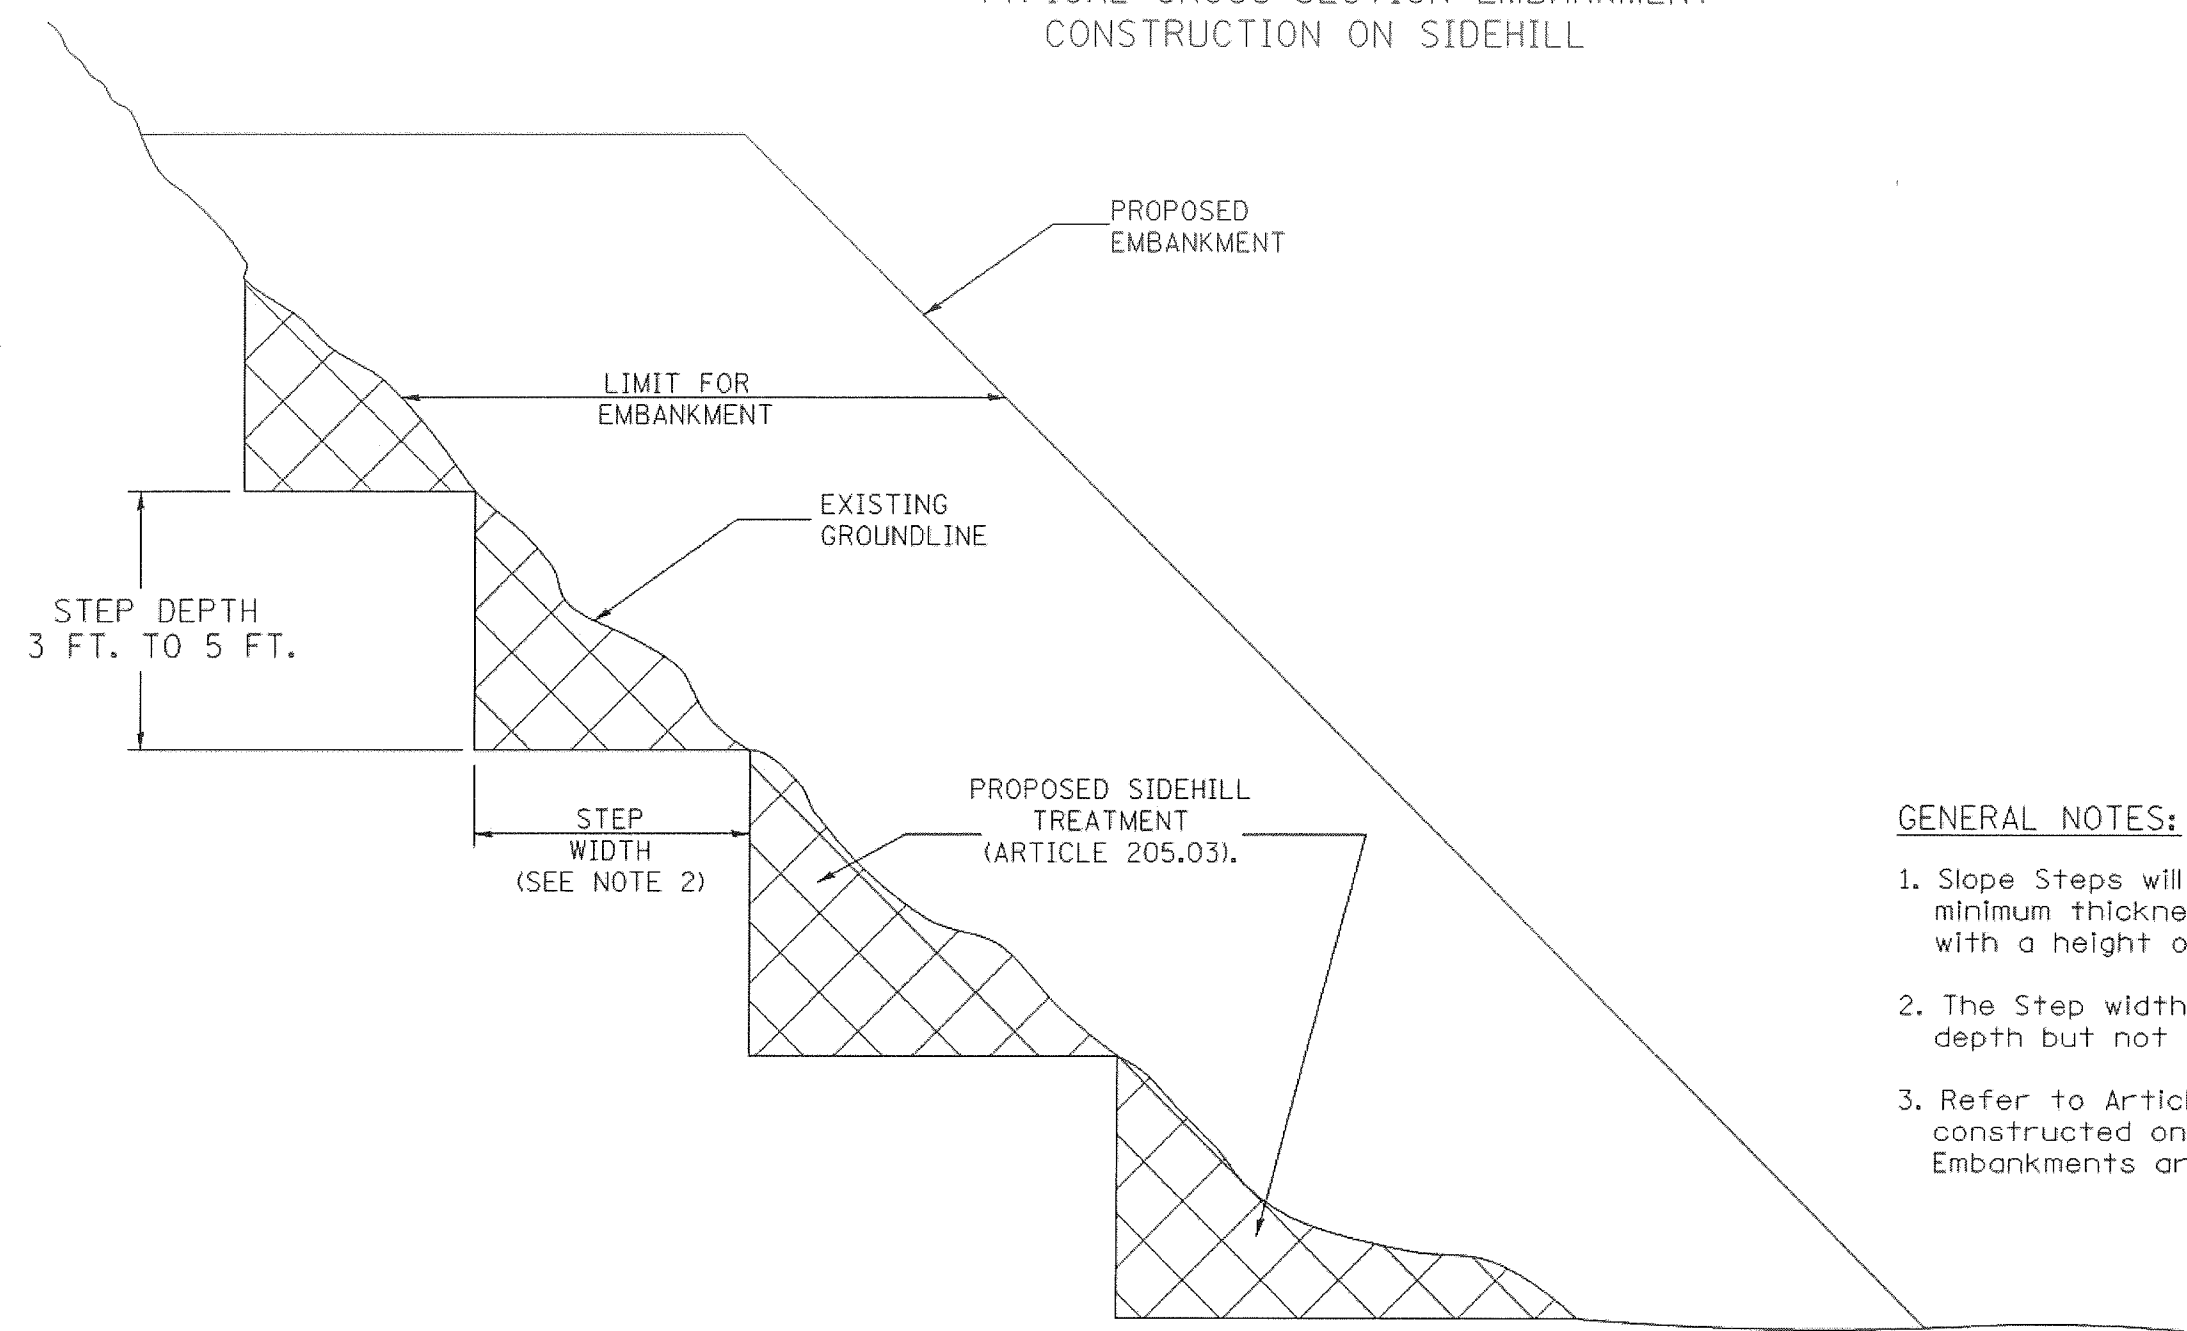 CONSTRUCTION ON SIDEHILL
PROPOSED
EMBANKMENT
LIMIT FOR
EMBANKMENT
EXISTING
GROUNDLINE
STEP DEPTH
3 FT. TO 5 FT.
STEP
WIDTH
(SEE NOTE 2)
PROPOSED SIDEHILL
TREATMENT
(ARTICLE 205.03).
GENERAL NOTES:
1. Slope Steps will
minimum thickne
with a height o
2. The Step width
depth but not
3. Refer to Articl
constructed on
Embankments ar